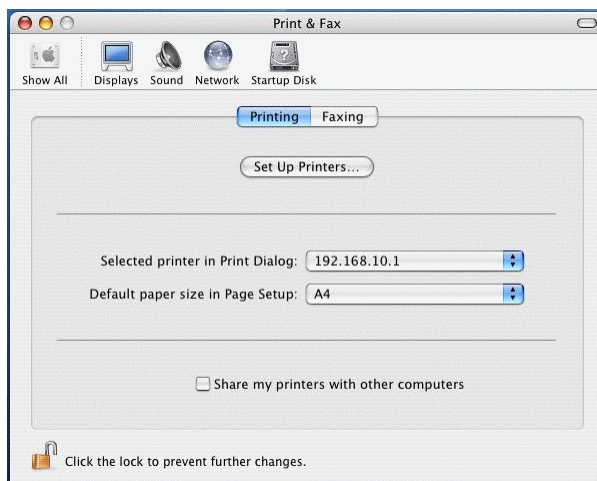 Print & Fax
Show All Displays Sound Network Startup Disk
Printing Faxing
Set Up Printers...
Selected printer in Print Dialog: 192.168.10.1
Default paper size in Page Setup: A4
Share my printers with other computers
Click the lock to prevent further changes.